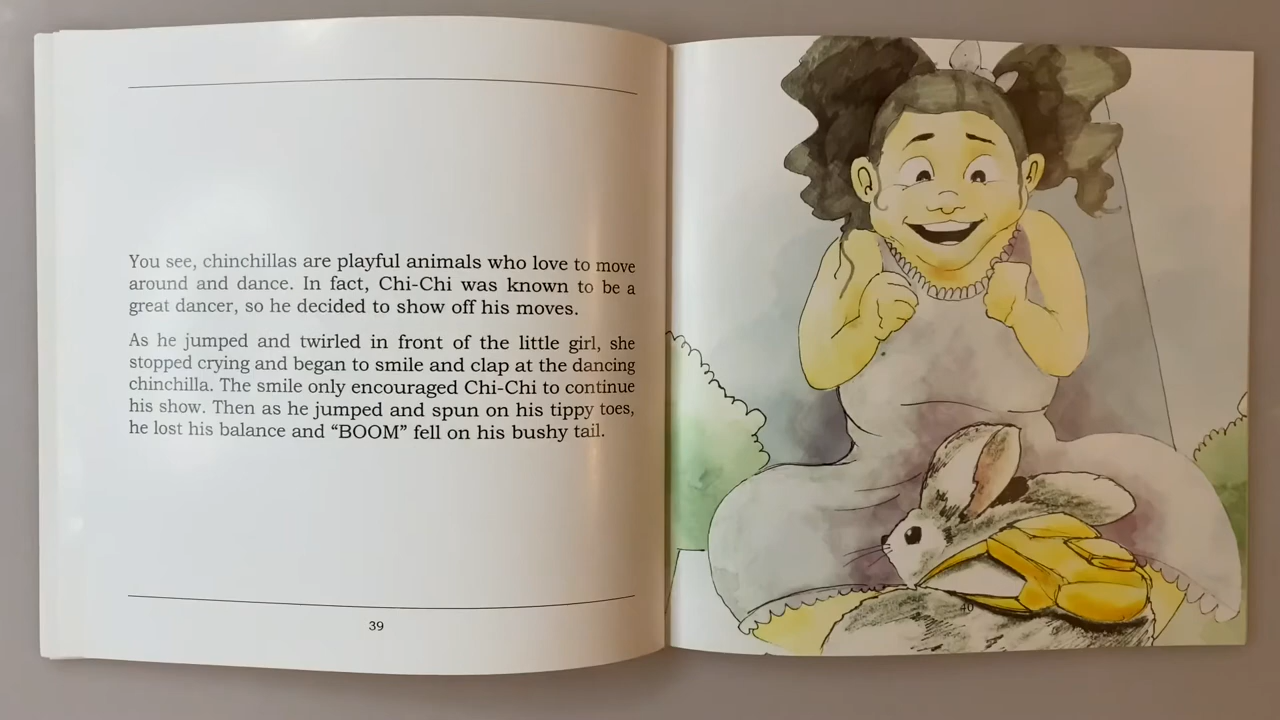 You see, chinchillas are playful animals who love to move
around and dance. In fact, Chi-Chi was known to be a
great dancer, so he decided to show off his moves.
As he jumped and twirled in front of the little girl, she
stopped crying and began to smile and clap at the dancing
chinchilla. The smile only encouraged Chi-Chi to continue
his show. Then as he jumped and spun on his tippy toes,
he lost his balance and “BOOM” fell on his bushy tail.
39
40